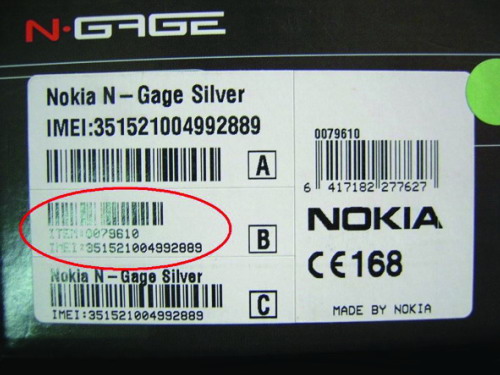 N·GAGE
Nokia N-Gage Silver
IMEI:351521004992889
A
ITEM:0079610
IMEI:351521004992889
B
Nokia N-Gage Silver
IMEI:351521004992889
C
0079610
6 417182 277627
NOKIA
CE168
MADE BY NOKIA